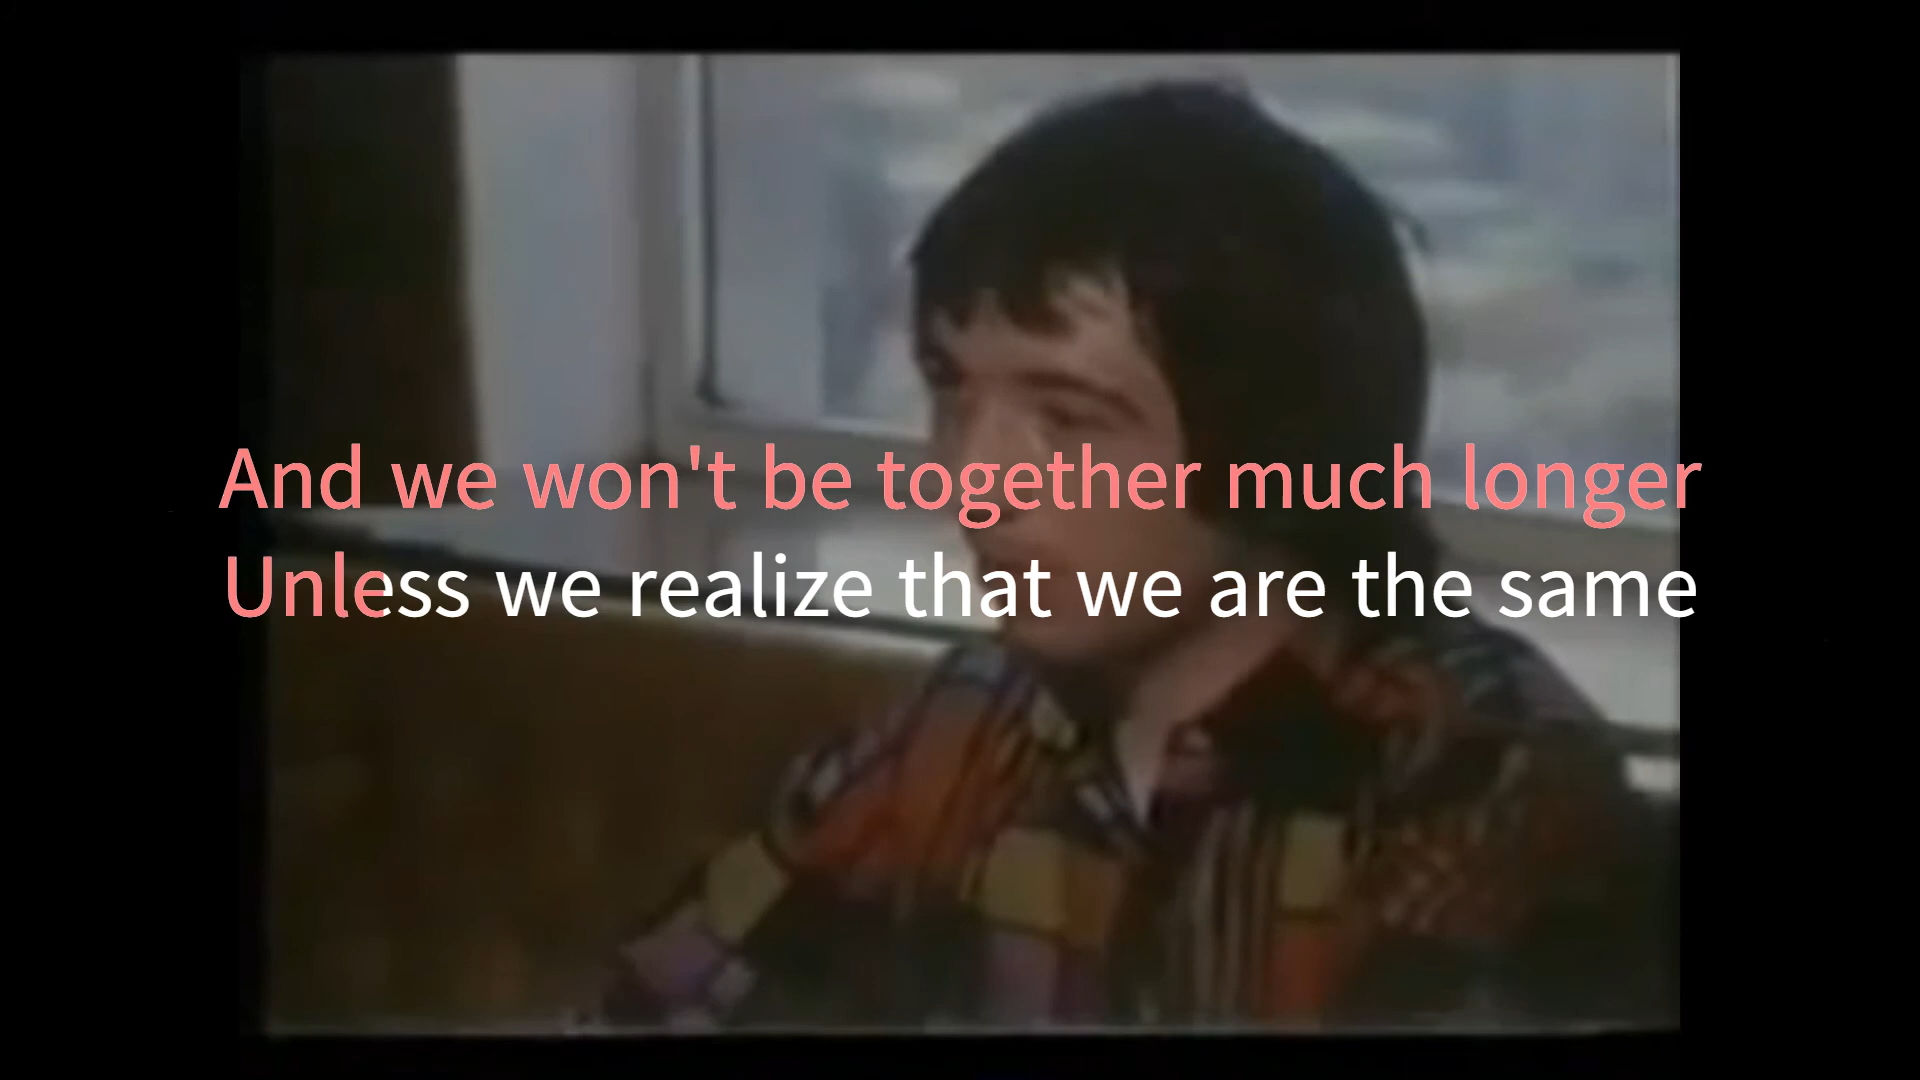 And we won't be together much longer
Unless we realize that we are the same